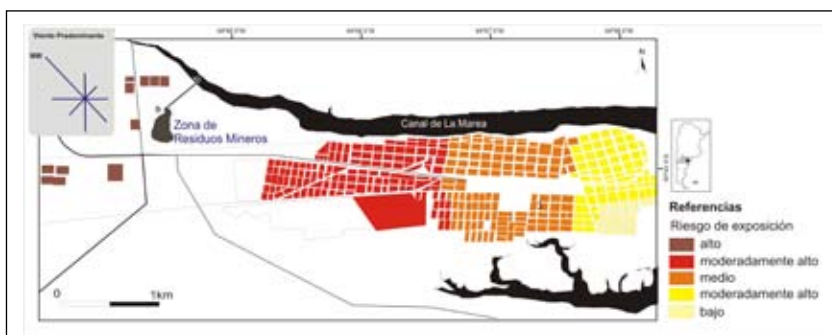 Viento Predominante
NW
N
S
Zona de
Residuos Mineros
Canal de La Marea
Referencias
Riesgo de exposición
alto
moderadamente alto
medio
moderadamente alto
bajo
0
1km